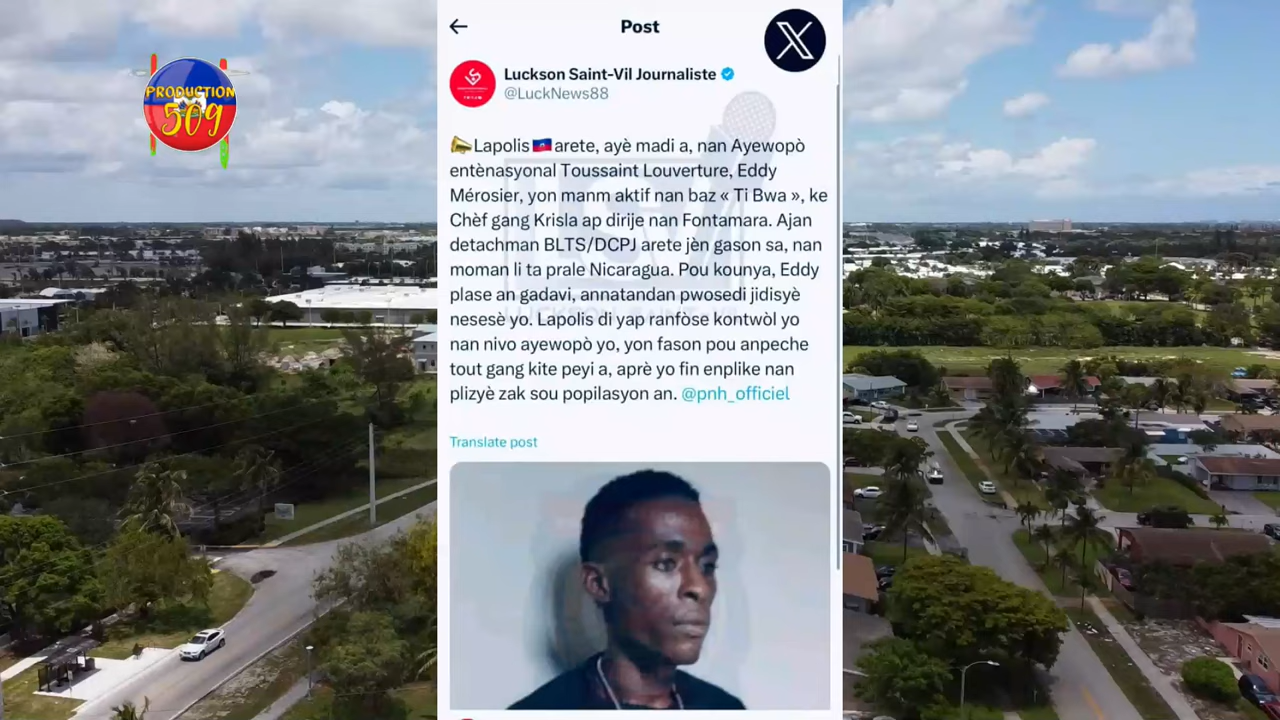 PRODUCTION
509
Post
Luckson Saint-Vil Journaliste
@LuckNews88
Lapolis arete, ayè madi a, nan Ayewopò
entènasyonal Toussaint Louverture, Eddy
Mérosier, yon manm aktif nan baz « Ti Bwa », ke
Chèf gang Krisla ap dirije nan Fontamara. Ajan
detachman BLTS/DCPJ arete jèn gason sa, nan
moman li ta prale Nicaragua. Pou kounya, Eddy
plase an gadavi, annatandan pwosedi jidisyè
nesesè yo. Lapolis di yap ranfòse kontwòl yo
nan nivo ayewopò yo, yon fason pou anpeche
tout gang kite peyi a, aprè yo fin enplike nan
plizyè zak sou popilasyon an. @pnh_officiel
Translate post